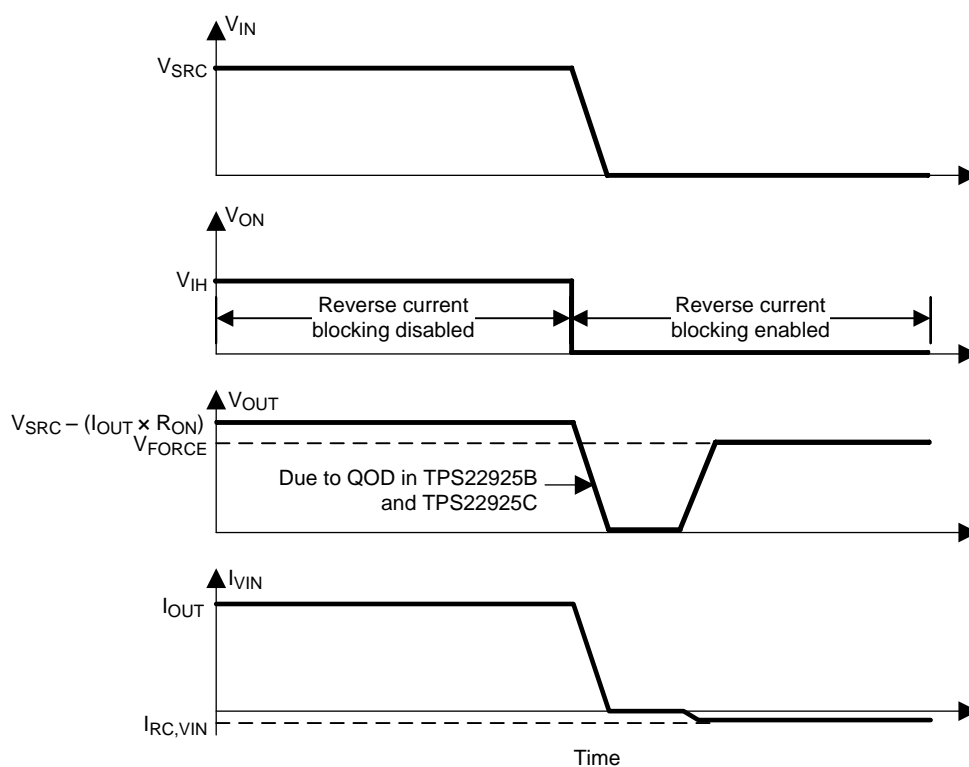 VIN
VSRC
VON
VIH
Reverse current
blocking disabled
Reverse current
blocking enabled
VOUT
VSRC – (IOUT × RON)
VFORCE
Due to QOD in TPS22925B
and TPS22925C
IVIN
IOUT
IRC,VIN
Time